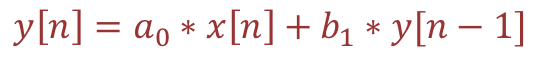 y[n] = a₀ * x[n] + b₁ * y[n − 1]